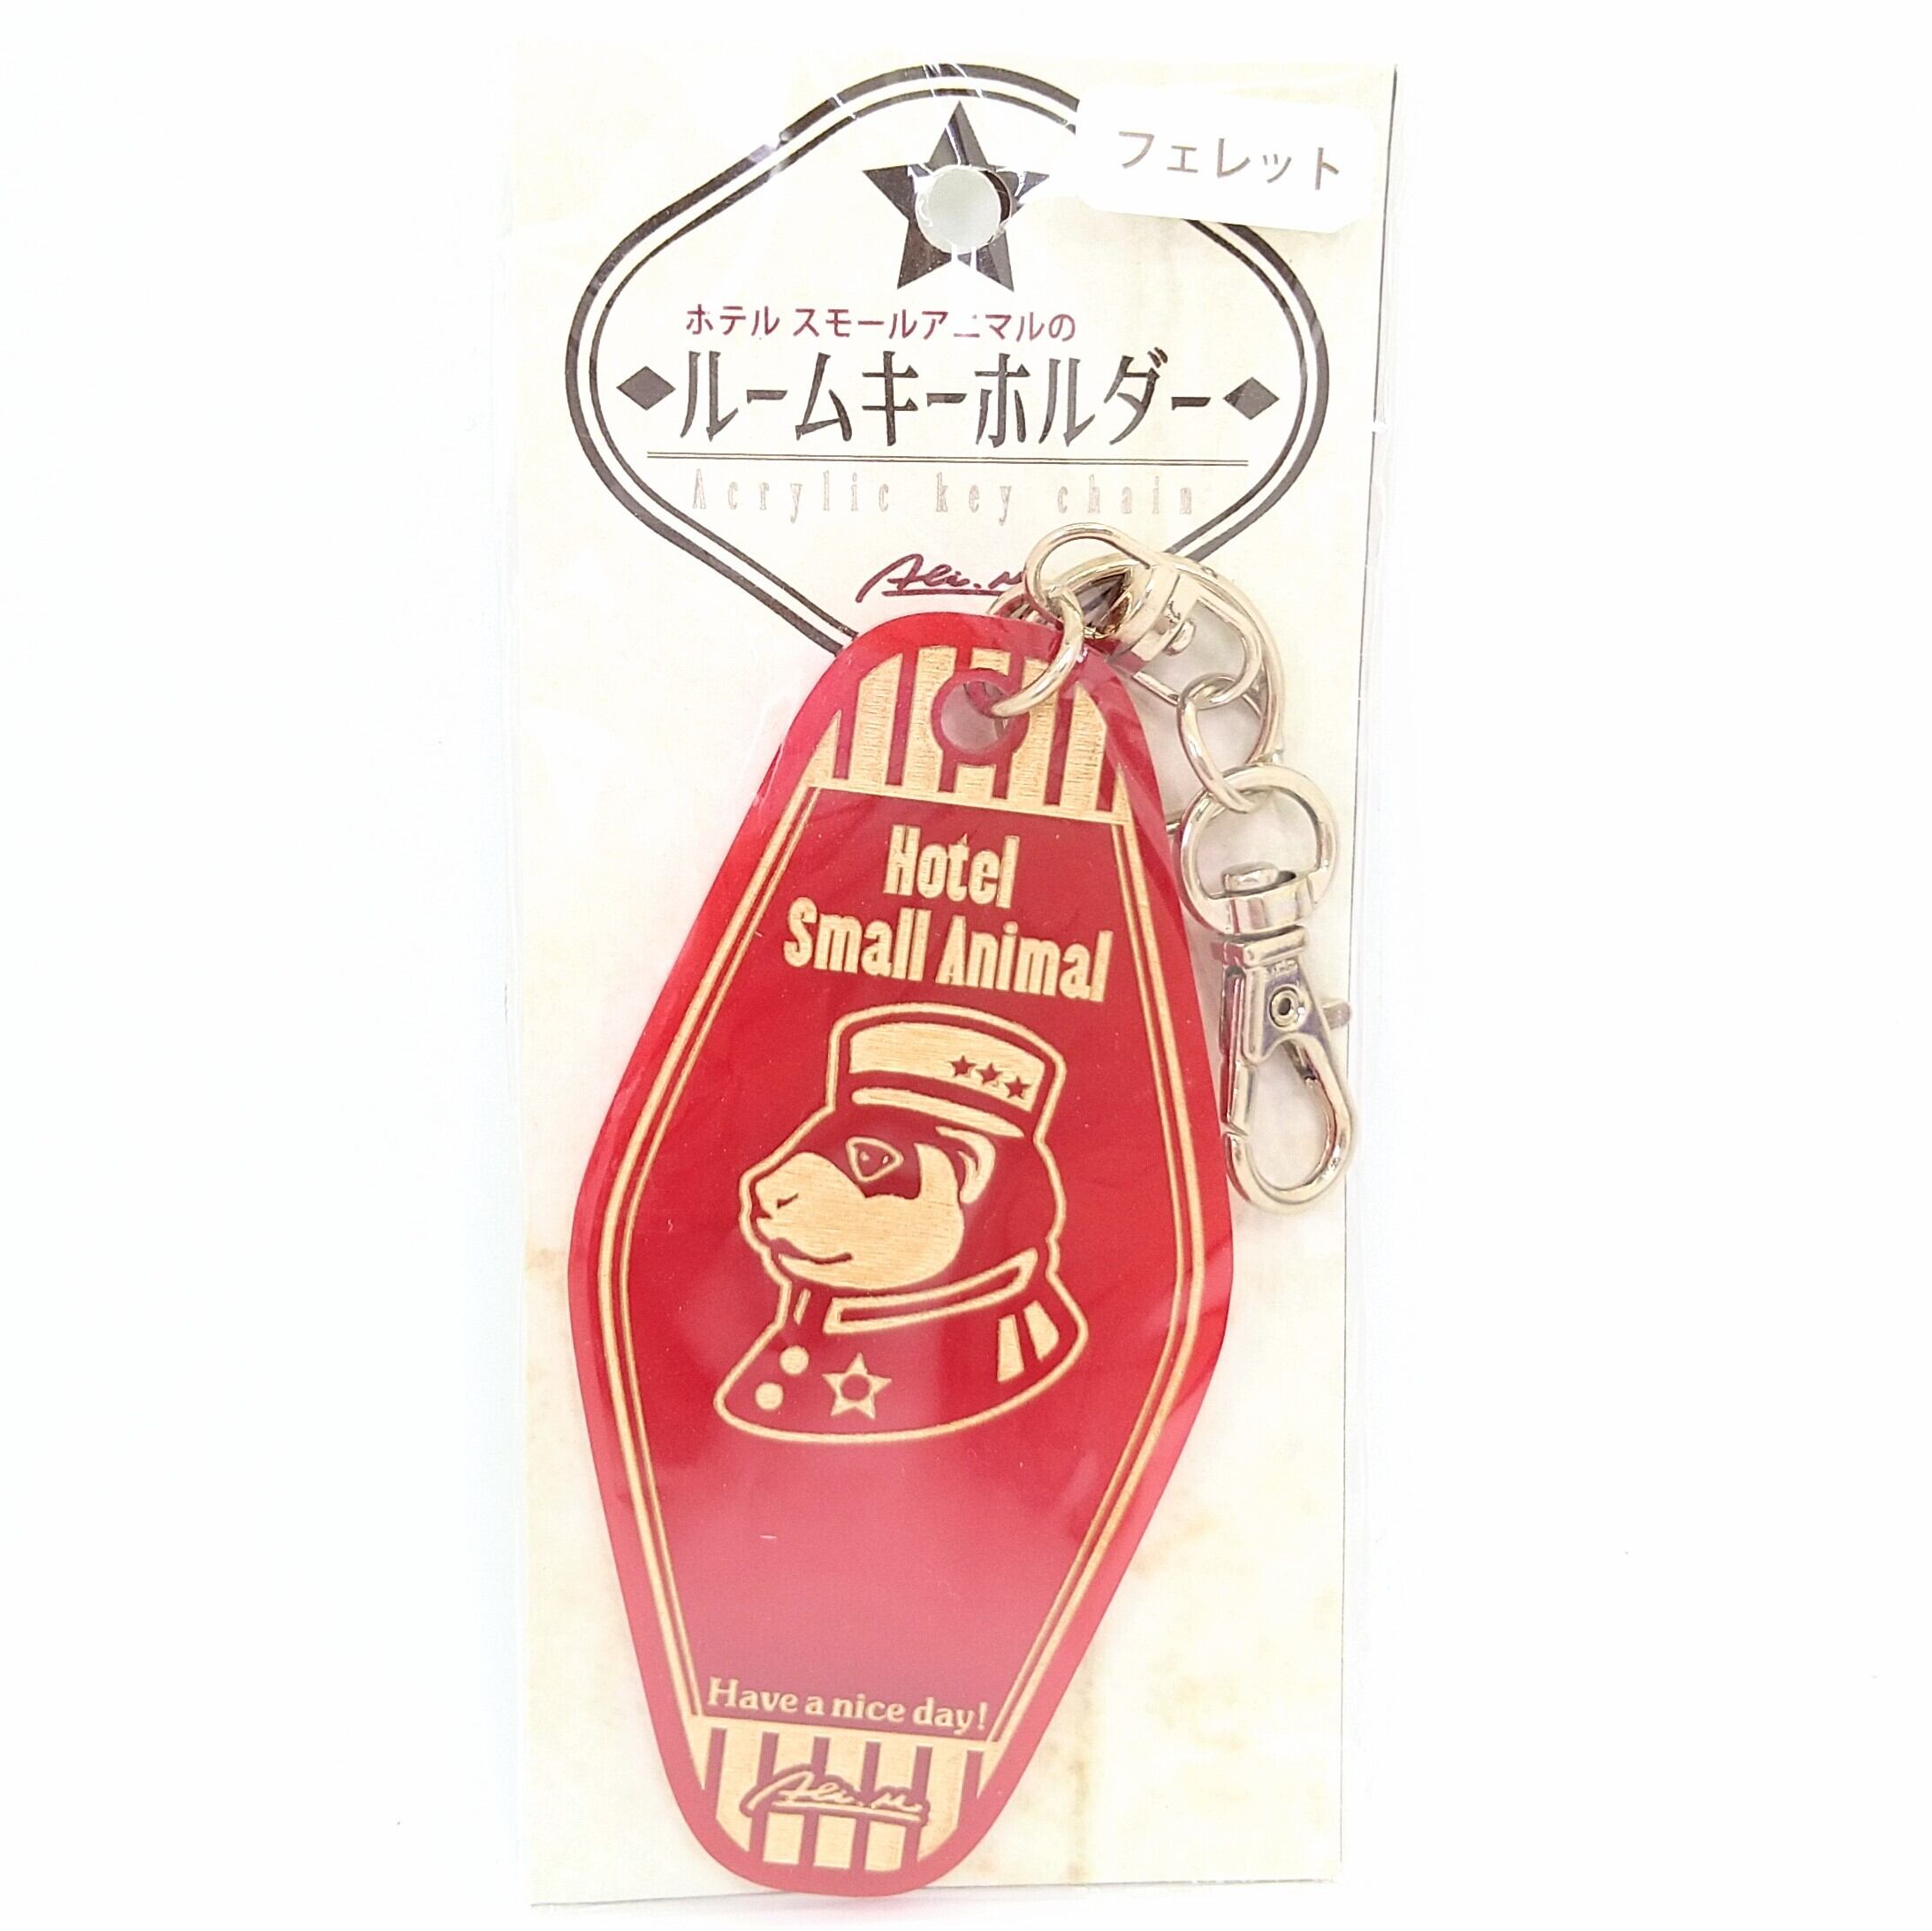 フェレット
ホテル スモールアニマルの
ルームキーホルダー
Acrylic key chain
Hotel
Small Animal
Have a nice day!
Ali.M.